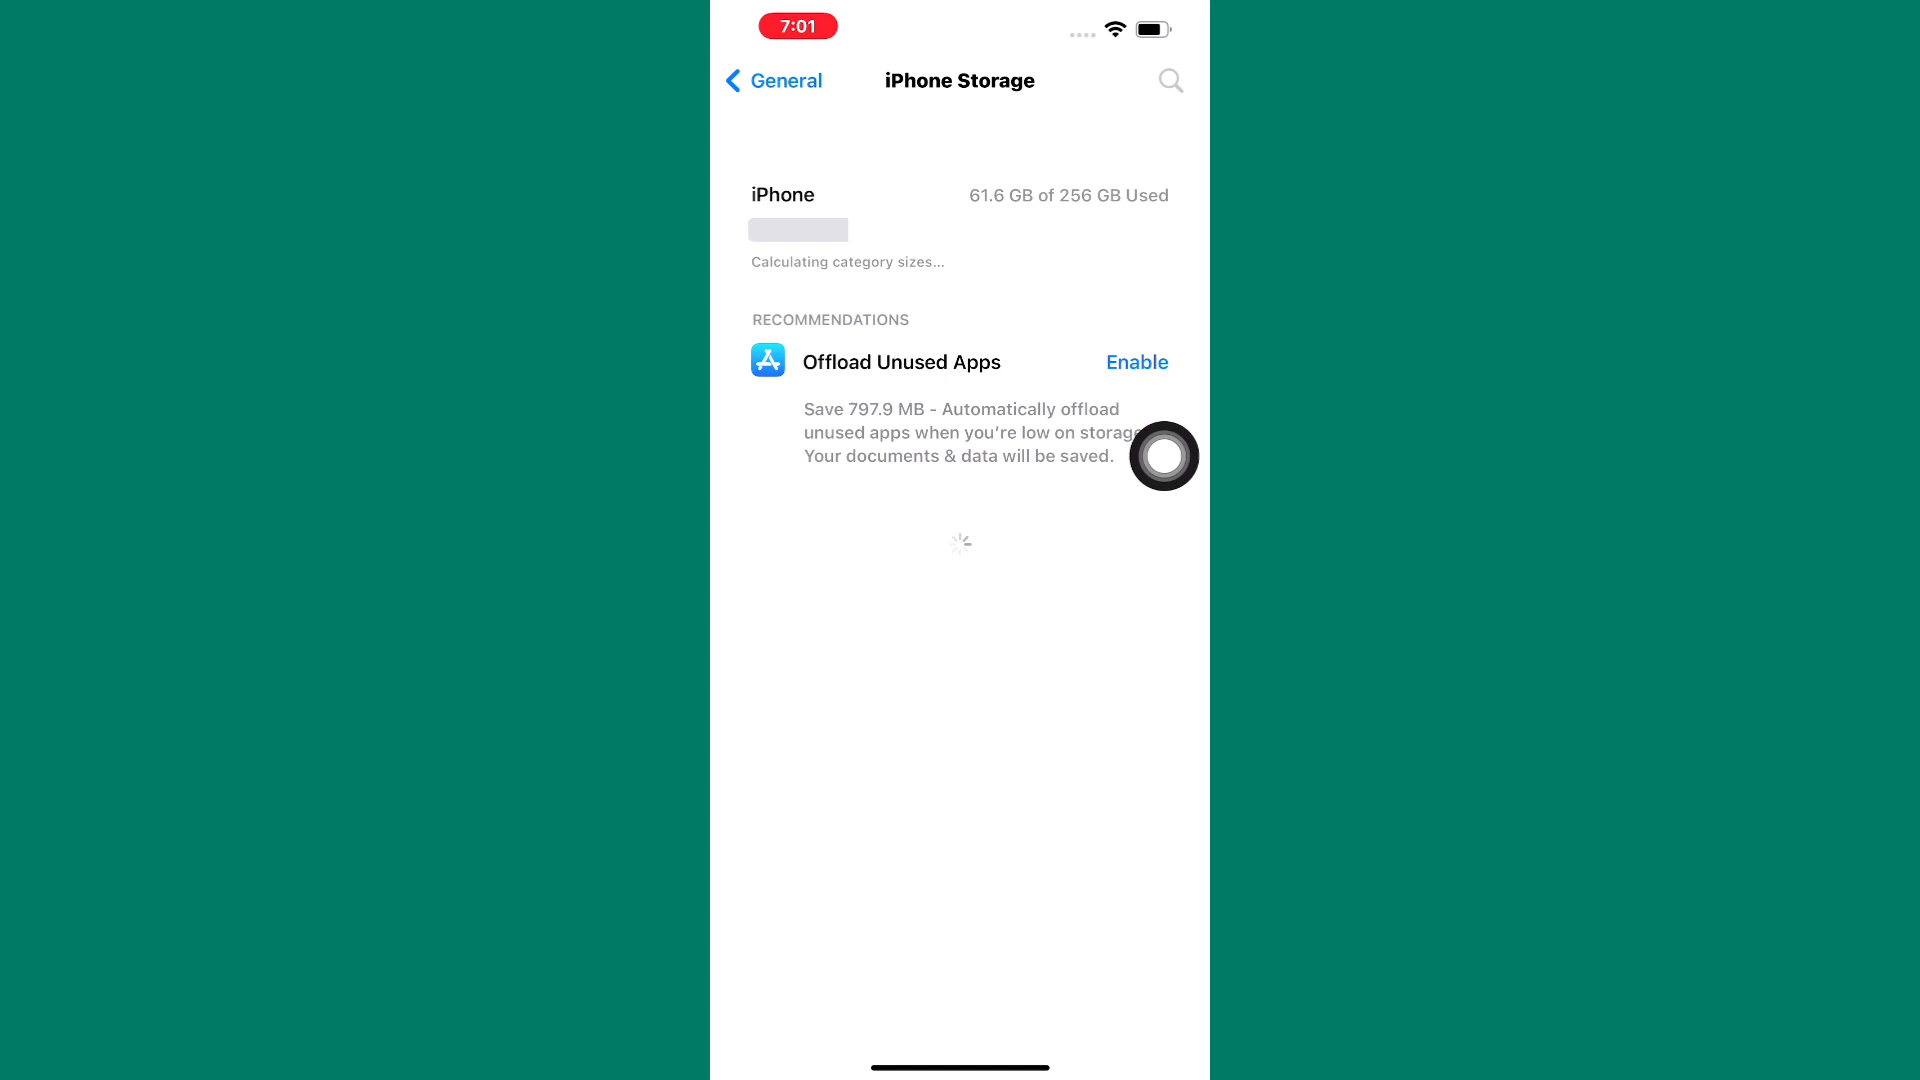 7:01
General
iPhone Storage
iPhone
61.6 GB of 256 GB Used
Calculating category sizes...
RECOMMENDATIONS
Offload Unused Apps
Enable
Save 797.9 MB - Automatically offload
unused apps when you're low on storage
Your documents & data will be saved.